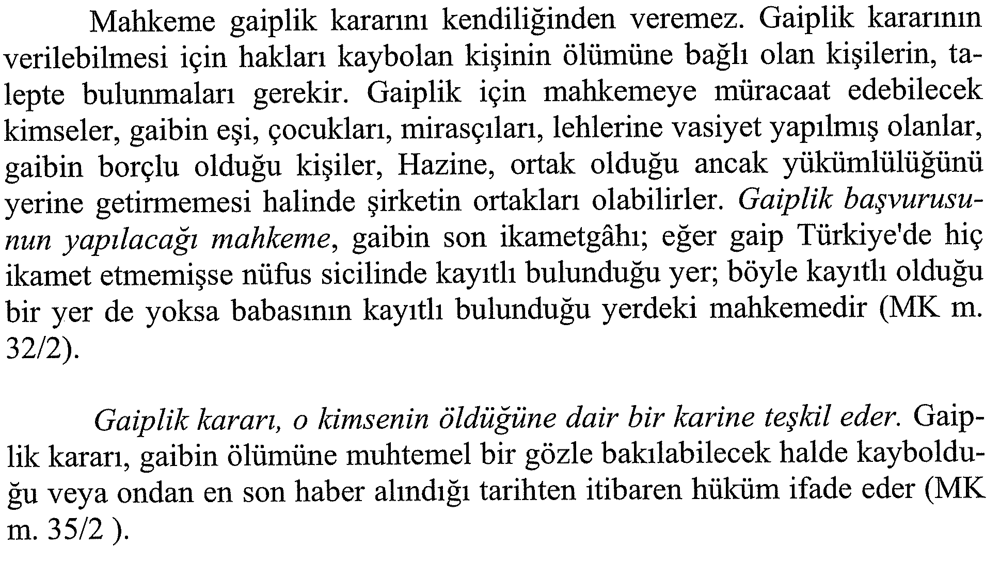 Mahkeme gaiplik kararını kendiliğinden veremez. Gaiplik kararının
verilebilmesi için hakları kaybolan kişinin ölümüne bağlı olan kişilerin, ta-
lepte bulunmaları gerekir. Gaiplik için mahkemeye müracaat edebilecek
kimseler, gaibin eşi, çocukları, mirasçıları, lehlerine vasiyet yapılmış olanlar,
gaibin borçlu olduğu kişiler, Hazine, ortak olduğu ancak yükümlülüğünü
yerine getirmemesi halinde şirketin ortakları olabilirler. Gaiplik başvurusu-
nun yapılacağı mahkeme, gaibin son ikametgâhı; eğer gaip Türkiye'de hiç
ikamet etmemişse nüfus sicilinde kayıtlı bulunduğu yer; böyle kayıtlı olduğu
bir yer de yoksa babasının kayıtlı bulunduğu yerdeki mahkemedir (MK m.
32/2).
Gaiplik kararı, o kimsenin öldüğüne dair bir karine teşkil eder. Gaip-
lik kararı, gaibin ölümüne muhtemel bir gözle bakılabilecek halde kayboldu-
ğu veya ondan en son haber alındığı tarihten itibaren hüküm ifade eder (MK
m. 35/2 ).